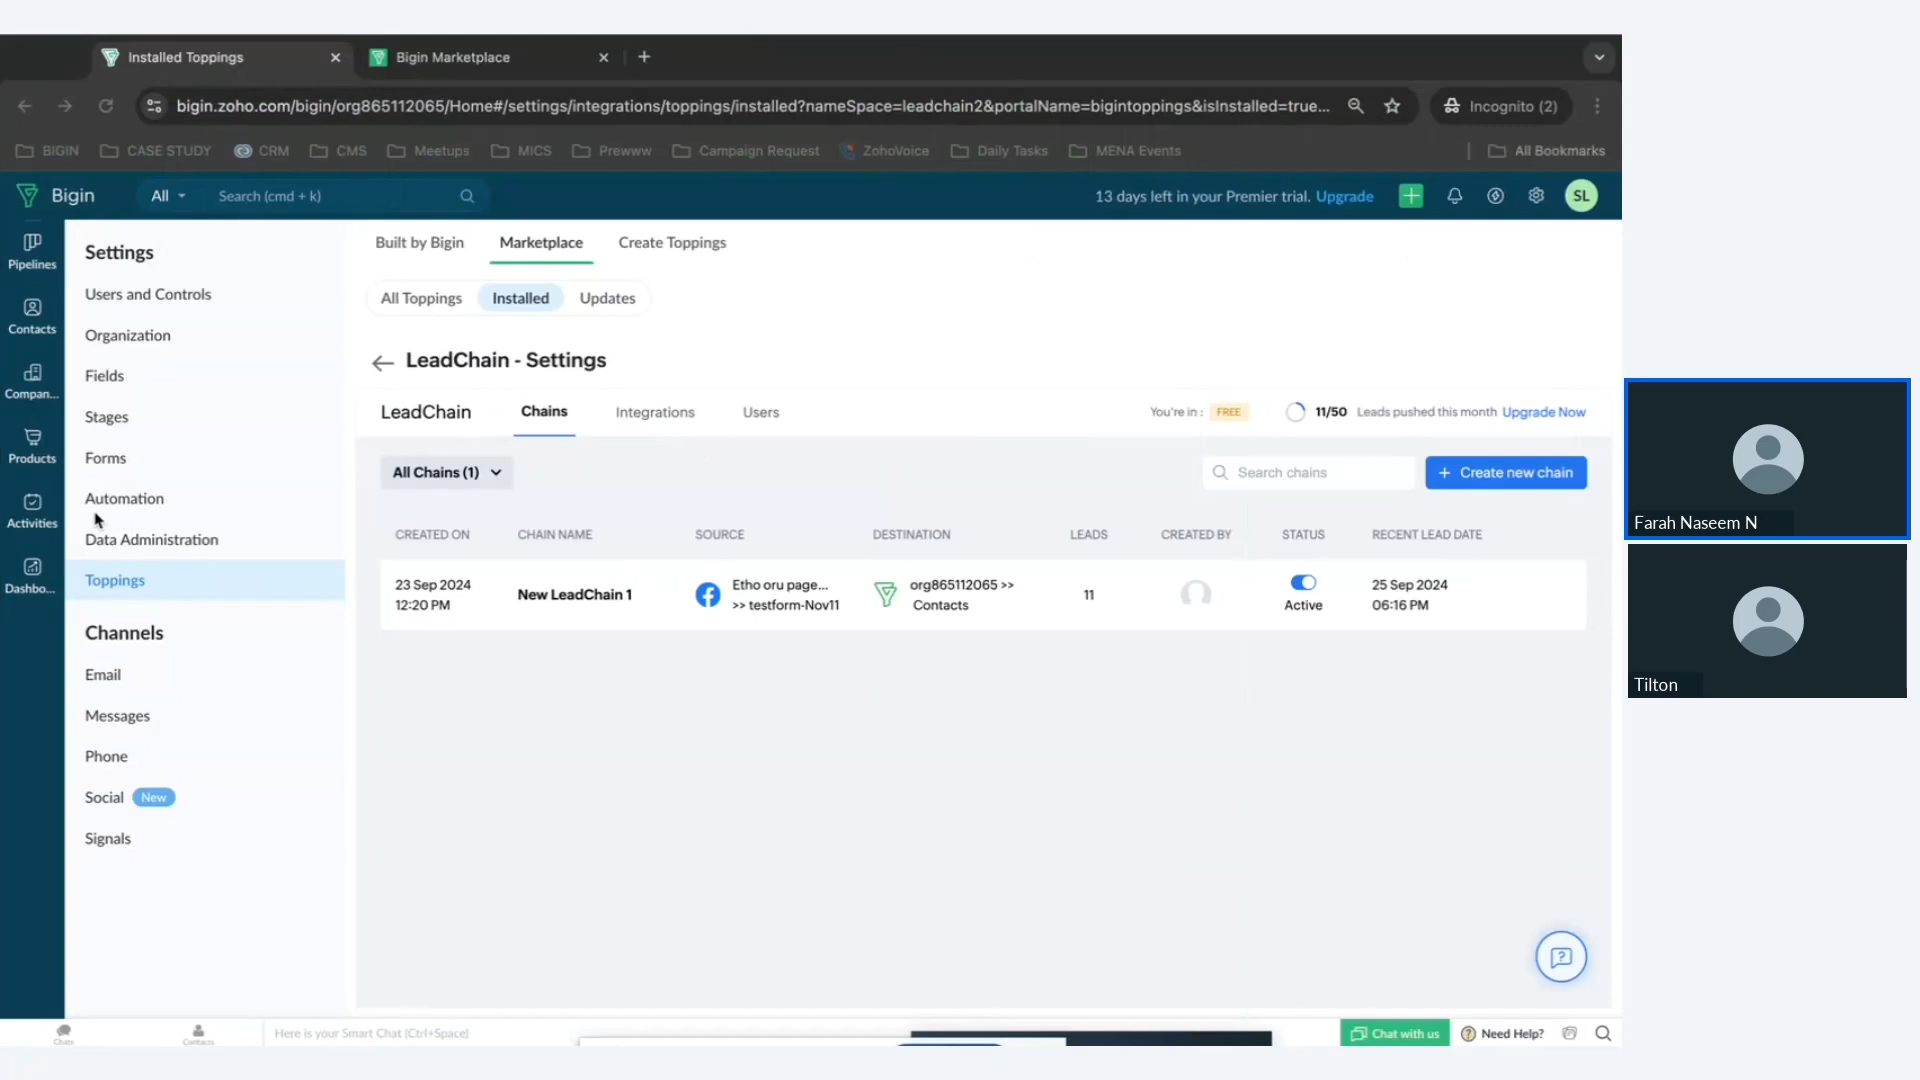 Installed Toppings
Bigin Marketplace
bigin.zoho.com/bigin/org865112065/Home#/settings/integrations/toppings/installed?nameSpace=leadchain2&portalName=bigintoppings&isInstalled=true...
Incognito (2)
BIGIN
CASE STUDY
CRM
CMS
Meetups
MICS
Prewww
Campaign Request
ZohoVoice
Daily Tasks
MENA Events
All Bookmarks
Bigin
All
Search (cmd + k)
13 days left in your Premier trial. Upgrade
SL
Pipelines
Contacts
Compan...
Products
Activities
Dashbo...
Settings
Users and Controls
Organization
Fields
Stages
Forms
Automation
Data Administration
Toppings
Channels
Email
Messages
Phone
Social New
Signals
Built by Bigin
Marketplace
Create Toppings
All Toppings
Installed
Updates
LeadChain - Settings
LeadChain
Chains
Integrations
Users
You're in : FREE
11/50 Leads pushed this month Upgrade Now
All Chains (1)
Search chains
+ Create new chain
CREATED ON CHAIN NAME SOURCE DESTINATION LEADS CREATED BY STATUS RECENT LEAD DATE
23 Sep 2024
12:20 PM
New LeadChain 1
Etho oru page...
>> testform-Nov11
org865112065 >>
Contacts
11
Active
25 Sep 2024
06:16 PM
Farah Naseem N
Tilton
Chats
Contacts
Here is your Smart Chat (Ctrl+Space)
Chat with us
Need Help?